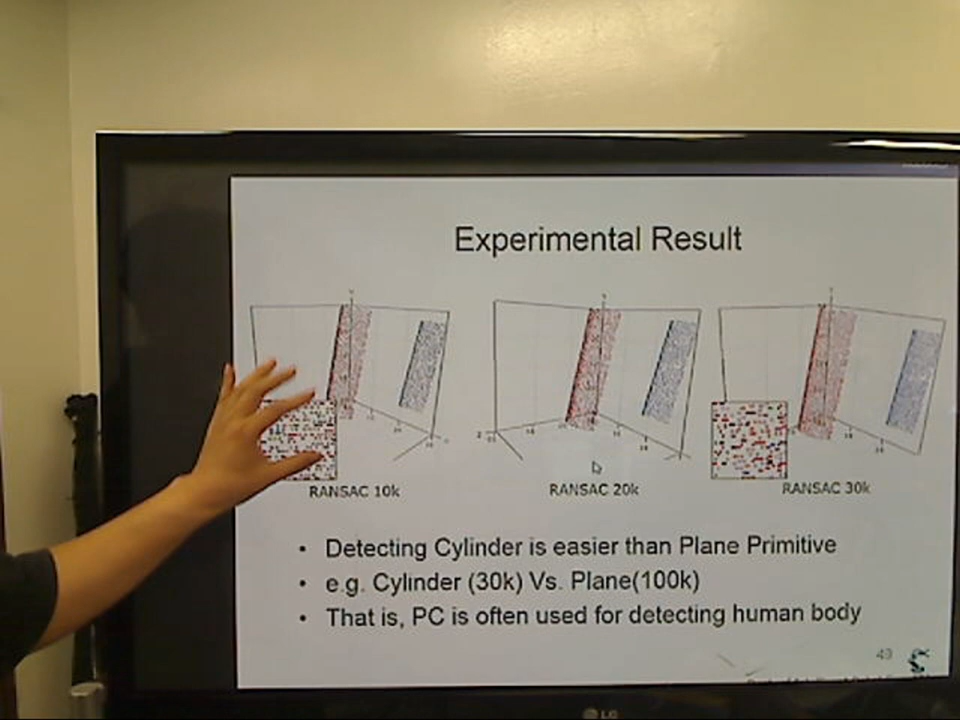 Experimental Result
RANSAC 10k
RANSAC 20k
RANSAC 30k
• Detecting Cylinder is easier than Plane Primitive
• e.g. Cylinder (30k) Vs. Plane(100k)
• That is, PC is often used for detecting human body
49
LG